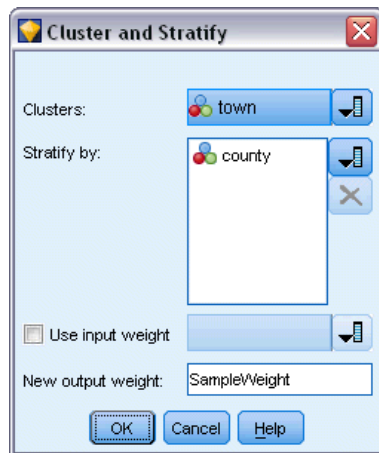 Cluster and Stratify
Clusters:
town
Stratify by:
county
Use input weight
New output weight:
SampleWeight
OK
Cancel
Help